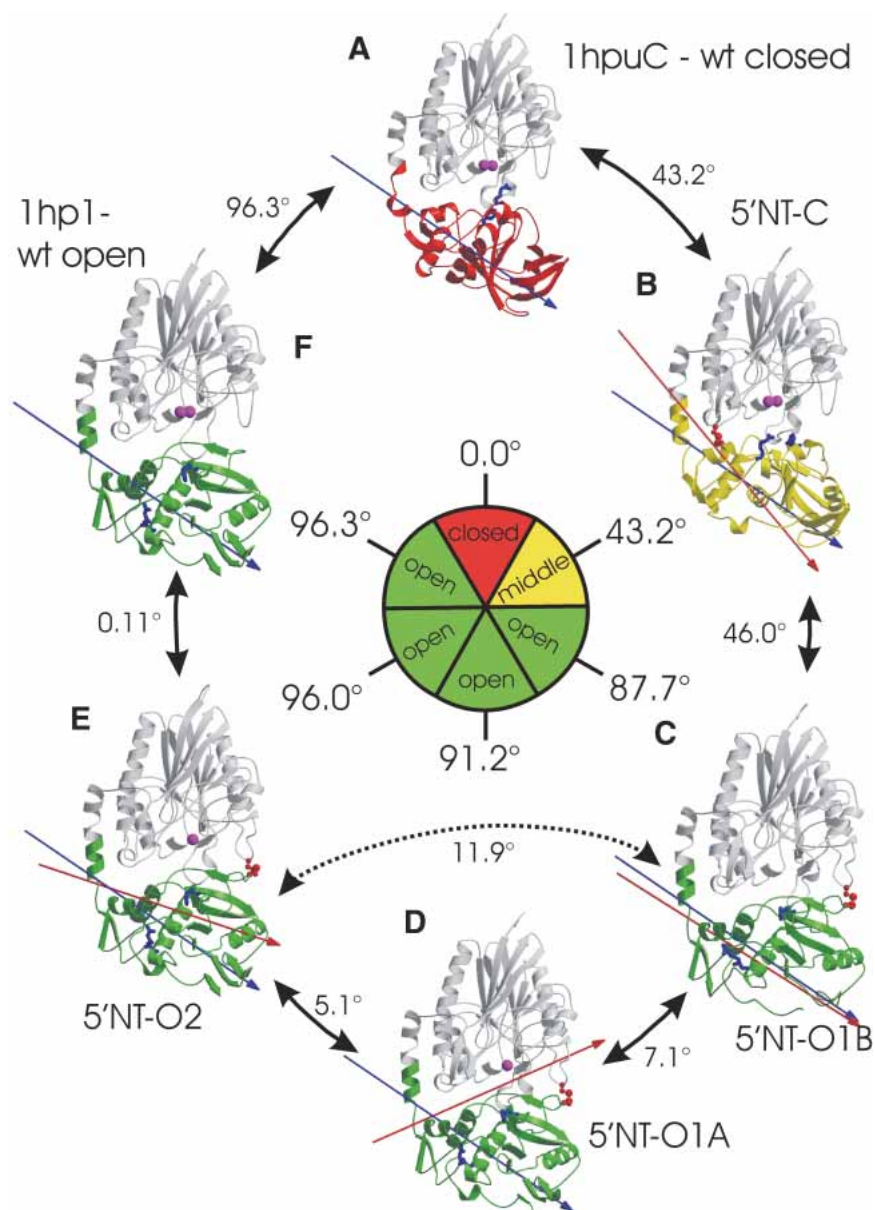 A
1hpuC - wt closed
96.3°
43.2°
1hp1-
wt open
5'NT-C
B
F
0.0°
closed
96.3°
open
middle
43.2°
0.11°
46.0°
open
open
open
96.0°
87.7°
91.2°
E
C
11.9°
D
5'NT-O2
5.1°
7.1°
5'NT-O1B
5'NT-O1A